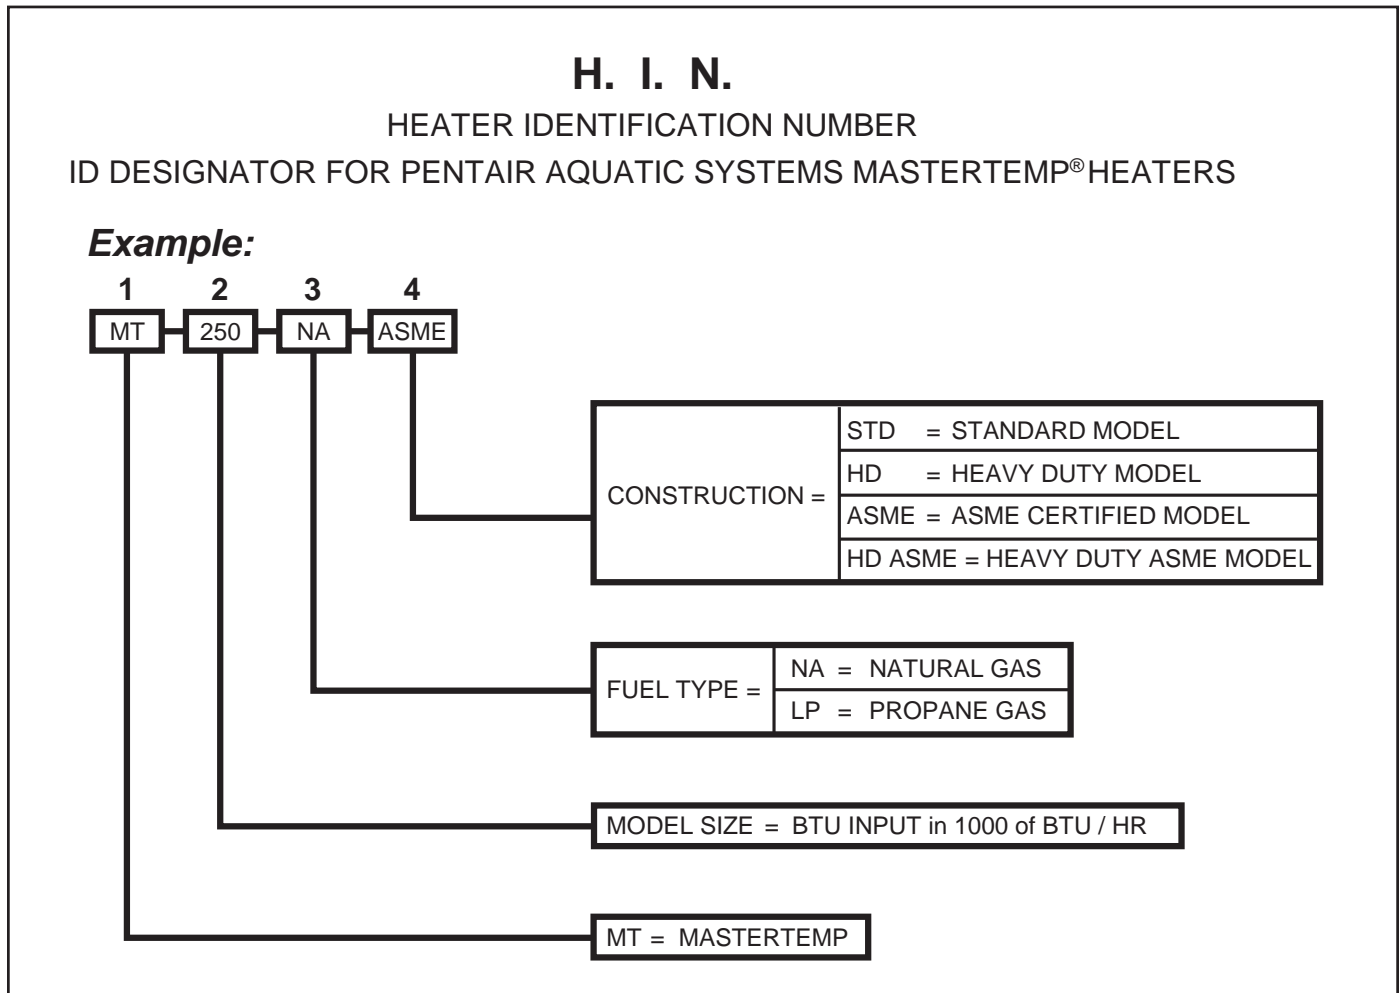 H. I. N.
HEATER IDENTIFICATION NUMBER
ID DESIGNATOR FOR PENTAIR AQUATIC SYSTEMS MASTERTEMP® HEATERS
Example:
1 2 3 4
MT 250 NA ASME
CONSTRUCTION =
STD = STANDARD MODEL
HD = HEAVY DUTY MODEL
ASME = ASME CERTIFIED MODEL
HD ASME = HEAVY DUTY ASME MODEL
FUEL TYPE =
NA = NATURAL GAS
LP = PROPANE GAS
MODEL SIZE = BTU INPUT in 1000 of BTU / HR
MT = MASTERTEMP